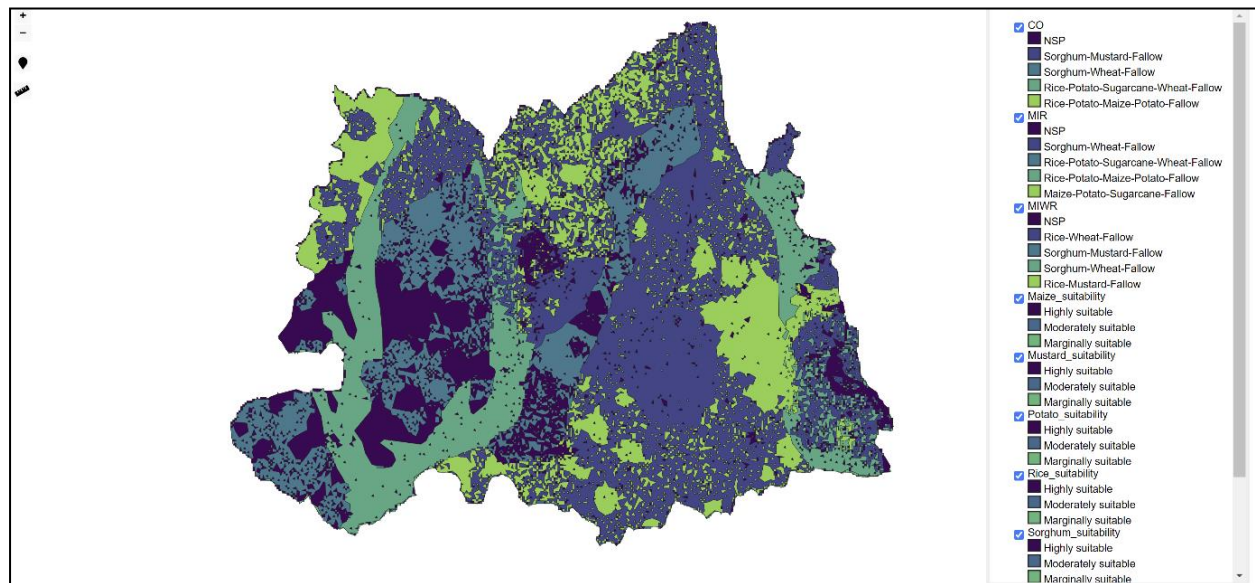 +
−
CO
NSP
Sorghum-Mustard-Fallow
Sorghum-Wheat-Fallow
Rice-Potato-Sugarcane-Wheat-Fallow
Rice-Potato-Maize-Potato-Fallow
MIR
NSP
Sorghum-Wheat-Fallow
Rice-Potato-Sugarcane-Wheat-Fallow
Rice-Potato-Maize-Potato-Fallow
Maize-Potato-Sugarcane-Fallow
MIWR
NSP
Rice-Wheat-Fallow
Sorghum-Mustard-Fallow
Sorghum-Wheat-Fallow
Rice-Mustard-Fallow
Maize_suitability
Highly suitable
Moderately suitable
Marginally suitable
Mustard_suitability
Highly suitable
Moderately suitable
Marginally suitable
Potato_suitability
Highly suitable
Moderately suitable
Marginally suitable
Rice_suitability
Highly suitable
Moderately suitable
Marginally suitable
Sorghum_suitability
Highly suitable
Moderately suitable
Marginally suitable